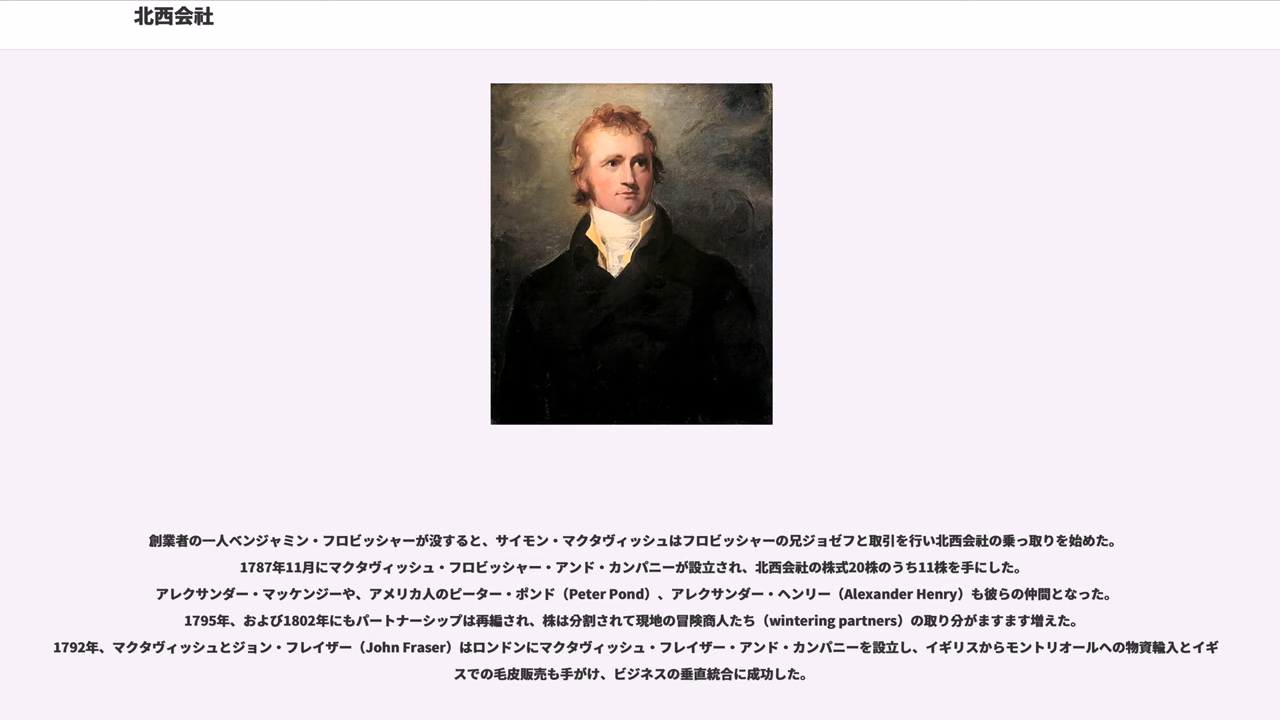 北西会社
創業者の一人ベンジャミン・フロビッシャーが没すると、サイモン・マクタヴィッシュはフロビッシャーの兄ジョゼフと取引を行い北西会社の乗っ取りを始めた。
1787年11月にマクタヴィッシュ・フロビッシャー・アンド・カンパニーが設立され、北西会社の株式20株のうち11株を手にした。
アレクサンダー・マッケンジーや、アメリカ人のピーター・ポンド（Peter Pond）、アレクサンダー・ヘンリー（Alexander Henry）も彼らの仲間となった。
1795年、および1802年にもパートナーシップは再編され、株は分割されて現地の冒険商人たち（wintering partners）の取り分がますます増えた。
1792年、マクタヴィッシュとジョン・フレイザー（John Fraser）はロンドンにマクタヴィッシュ・フレイザー・アンド・カンパニーを設立し、イギリスからモントリオールへの物資輸入とイギ
スでの毛皮販売も手がけ、ビジネスの垂直統合に成功した。